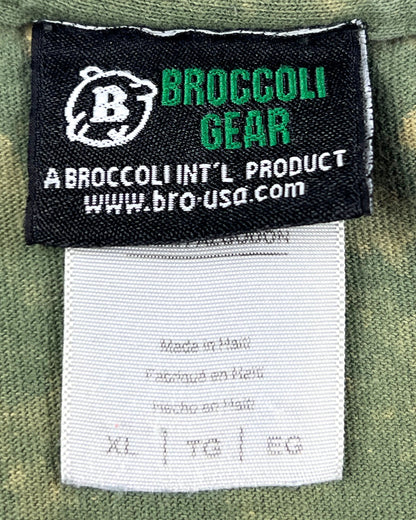 B BROCCOLI
GEAR
A BROCCOLI INT'L PRODUCT
www.bro-usa.com
Made in Haiti
Fabriqué en Haïti
Hecho en Haití
XL | TG | EG